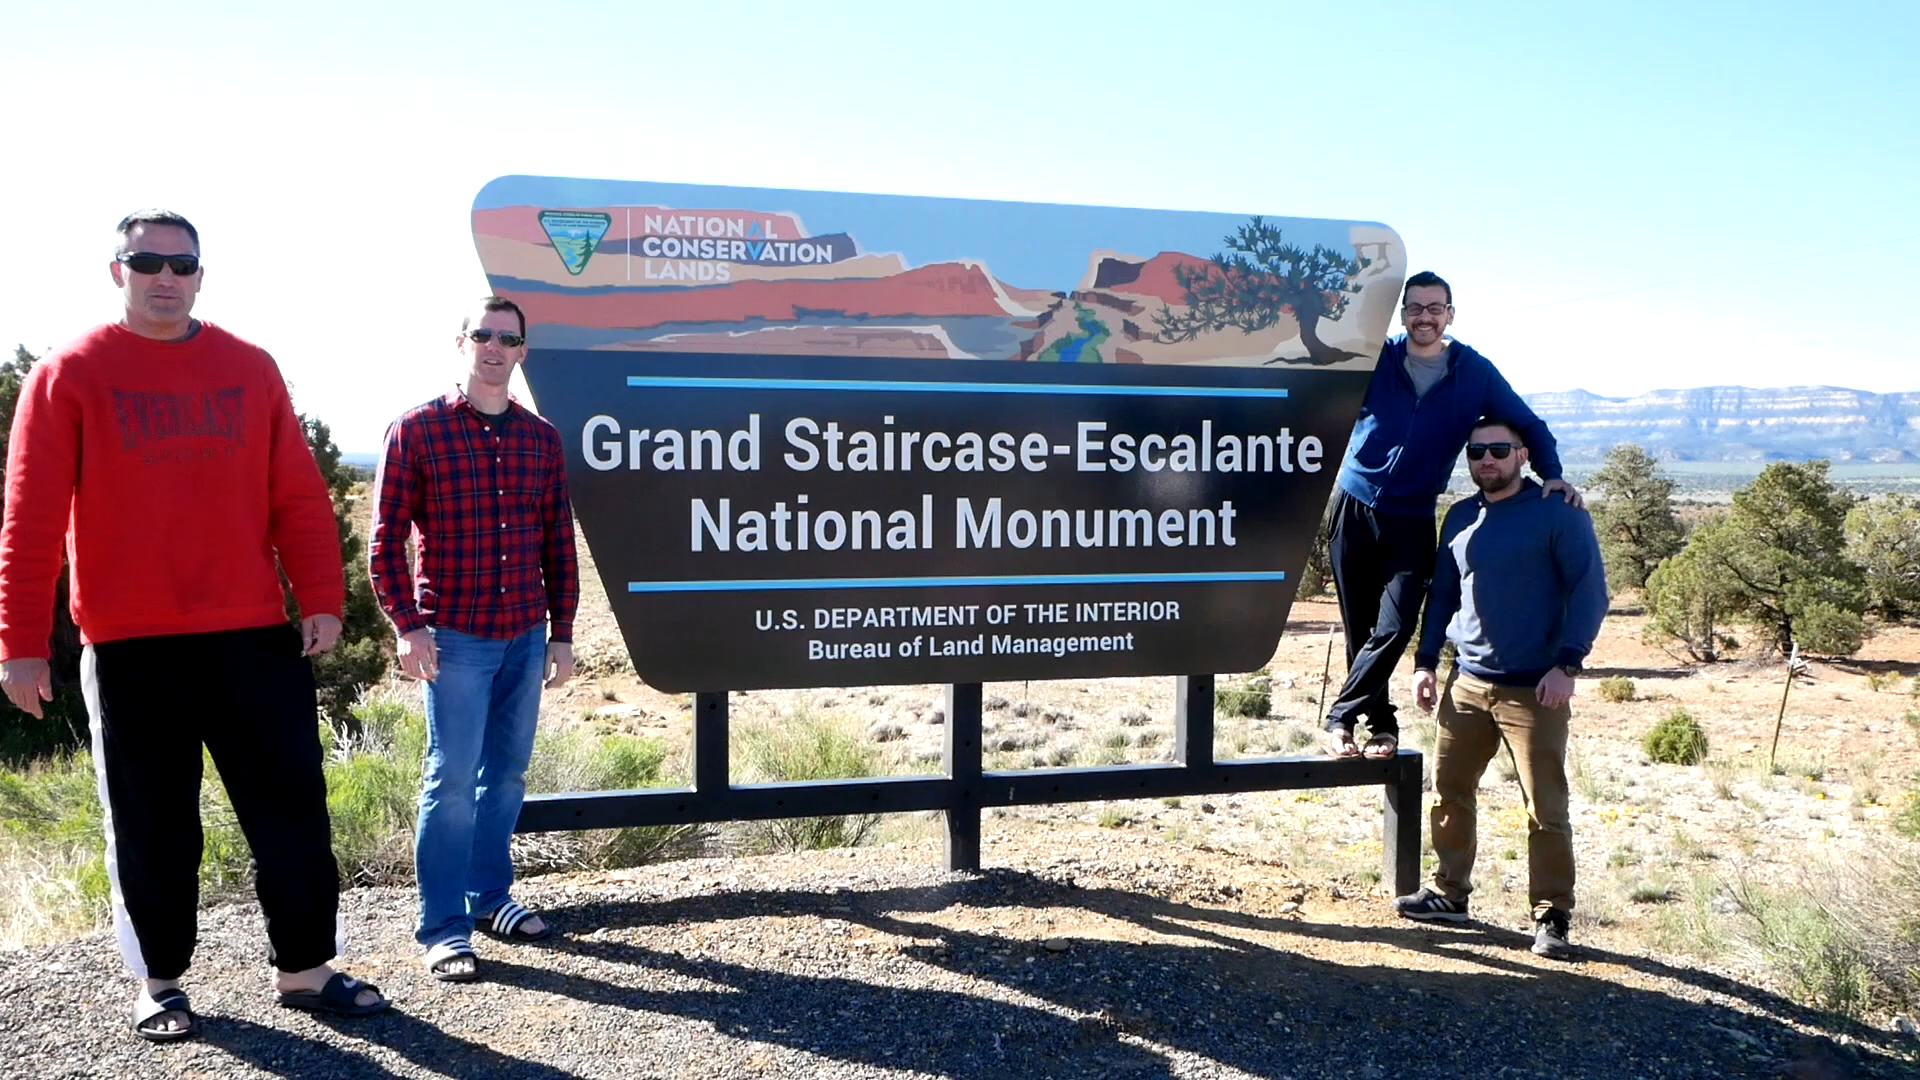 NATIONAL
CONSERVATION
LANDS
Grand Staircase-Escalante
National Monument
U.S. DEPARTMENT OF THE INTERIOR
Bureau of Land Management
EVERLAST